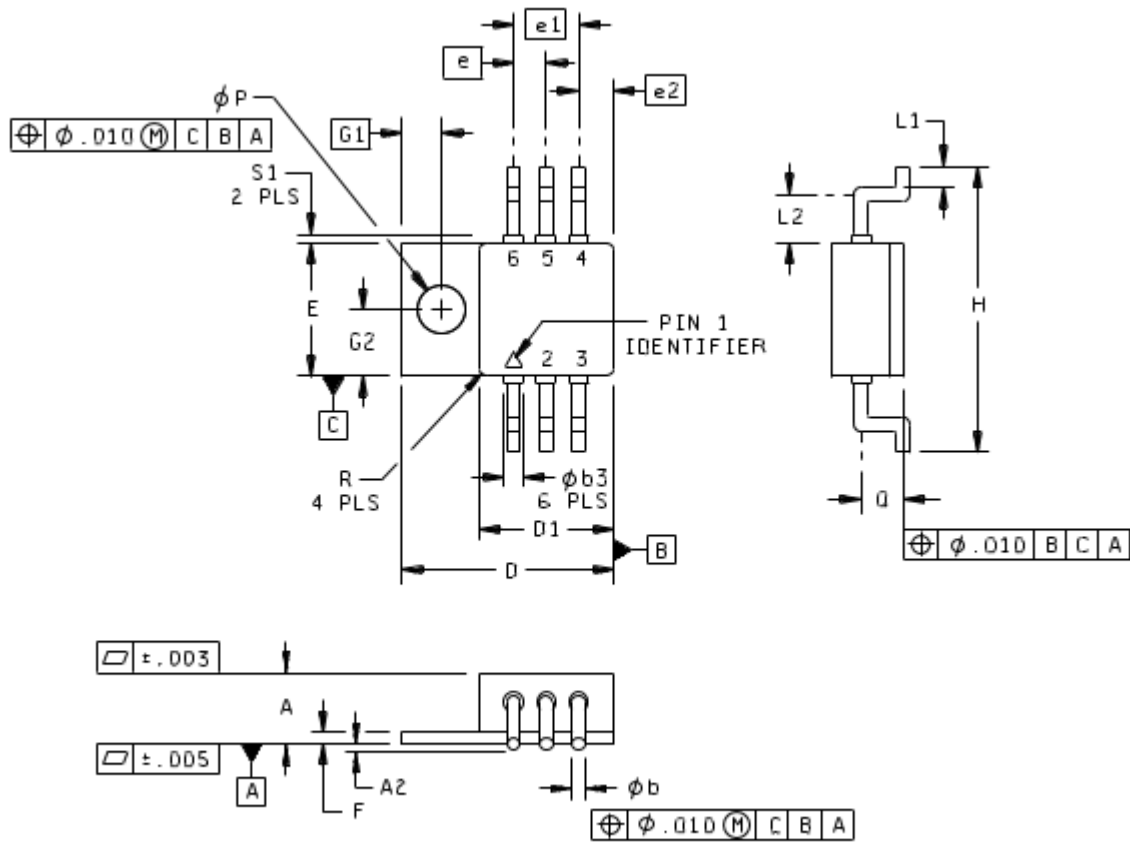 e1
e
e2
ϕP
⌖ ϕ.010 Ⓜ C B A
G1
L1
S1
2 PLS
L2
6 5 4
E
G2
H
PIN 1
IDENTIFIER
2 3
C
R
4 PLS
ϕb3
6 PLS
Q
D1
B
⌖ ϕ.010 B C A
D
⏥ ±.003
A
⏥ ±.005
A
A2
F
ϕb
⌖ ϕ.010 Ⓜ C B A